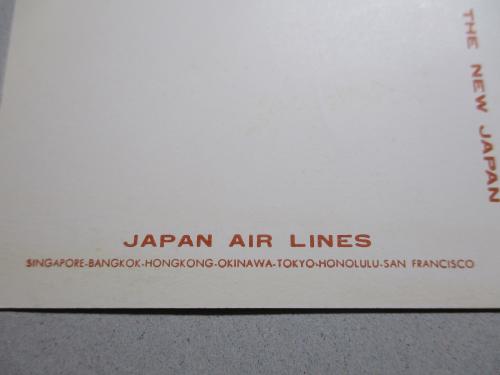 THE NEW JAPAN
JAPAN AIR LINES
SINGAPORE-BANGKOK-HONGKONG-OKINAWA-TOKYO-HONOLULU-SAN FRANCISCO